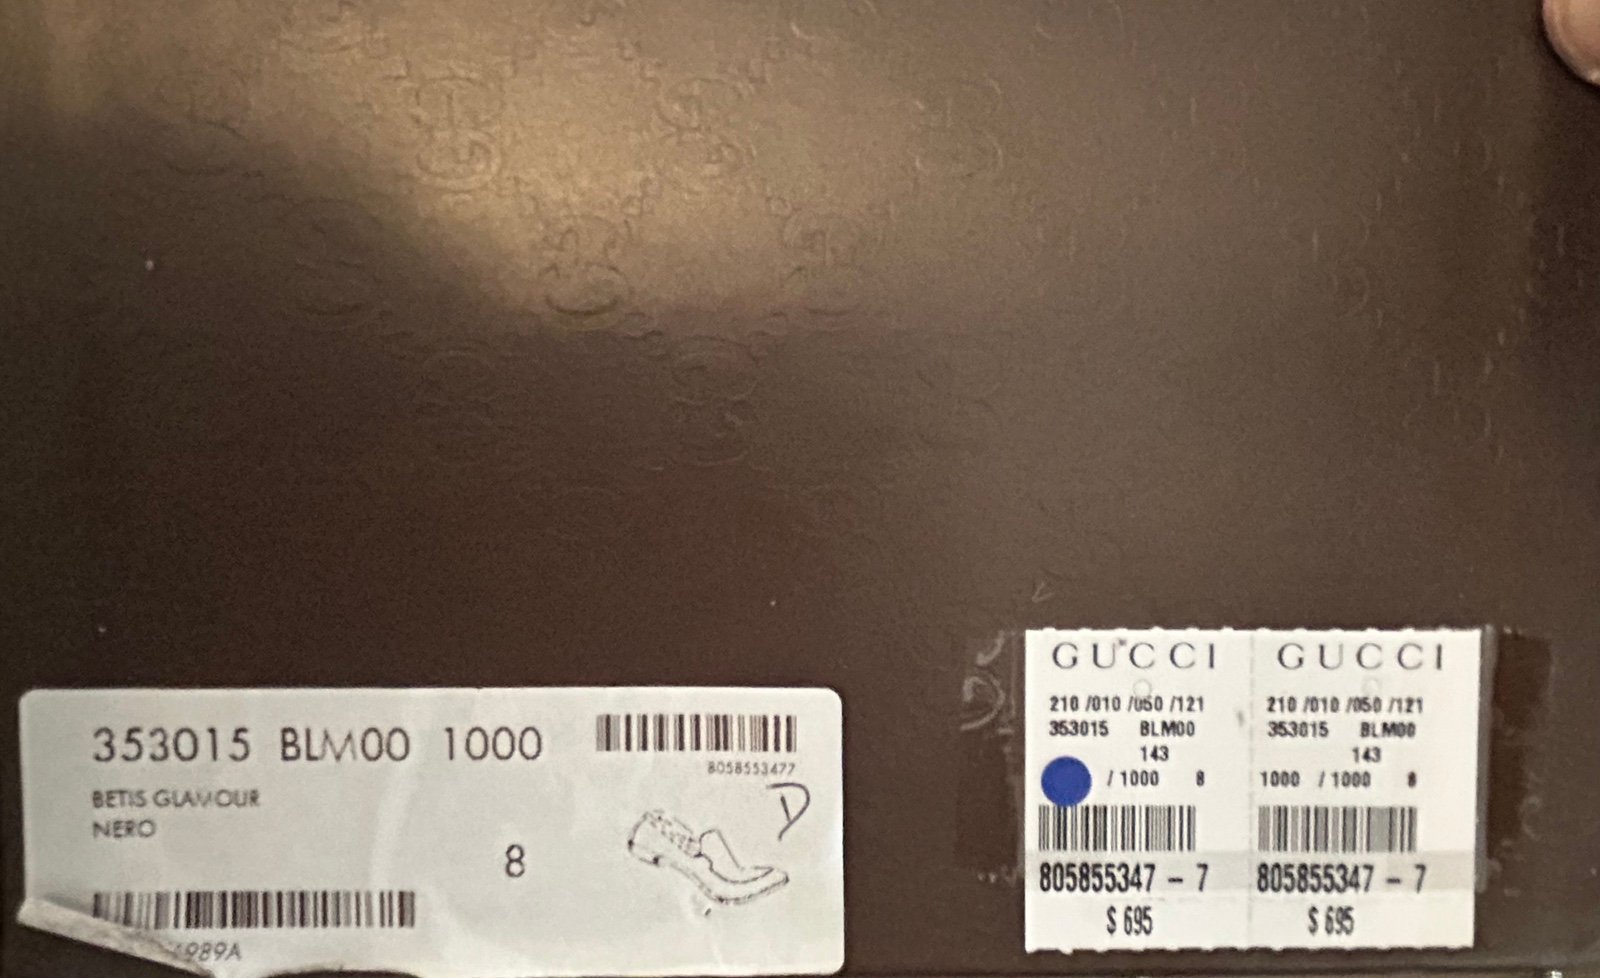 353015 BLM00 1000
8058553477
BETIS GLAMOUR
NERO
D
8
989A
GUCCI
210 /010 /050 /121
353015 BLM00
143
/ 1000 8
805855347 - 7
$ 695
GUCCI
210 /010 /050 /121
353015 BLM00
143
1000 / 1000 8
805855347 - 7
$ 695